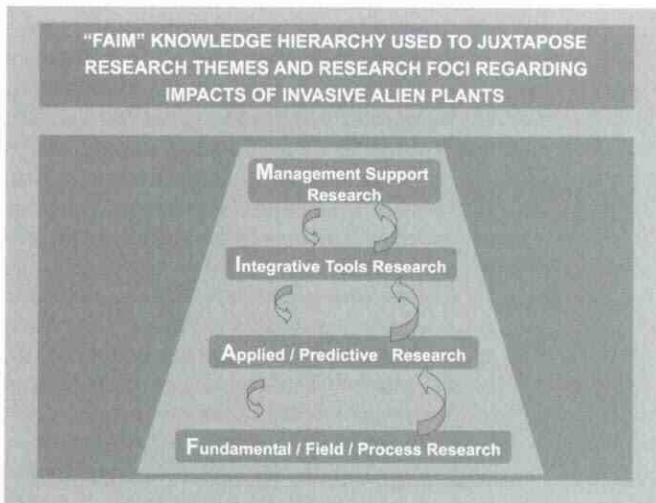 “FAIM” KNOWLEDGE HIERARCHY USED TO JUXTAPOSE
RESEARCH THEMES AND RESEARCH FOCI REGARDING
IMPACTS OF INVASIVE ALIEN PLANTS
Management Support
Research
Integrative Tools Research
Applied / Predictive Research
Fundamental / Field / Process Research